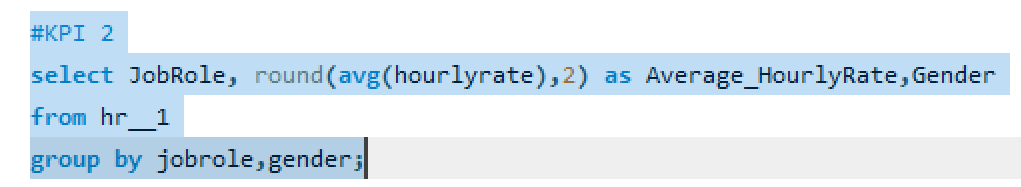 #KPI 2
select JobRole, round(avg(hourlyrate),2) as Average_HourlyRate,Gender
from hr__1
group by jobrole,gender;